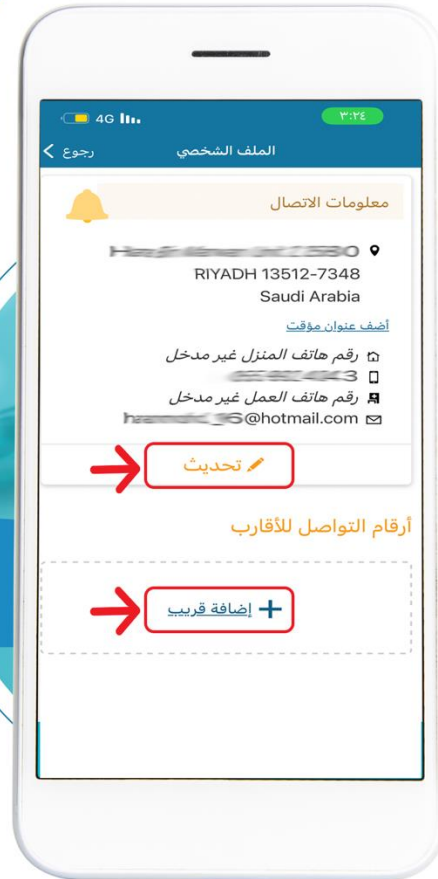 4G ٣:٢٤
رجوع الملف الشخصي
معلومات الاتصال
RIYADH 13512-7348
Saudi Arabia
أضف عنوان مؤقت
رقم هاتف المنزل غير مدخل
رقم هاتف العمل غير مدخل
@hotmail.com
تحديث
أرقام التواصل للأقارب
إضافة قريب